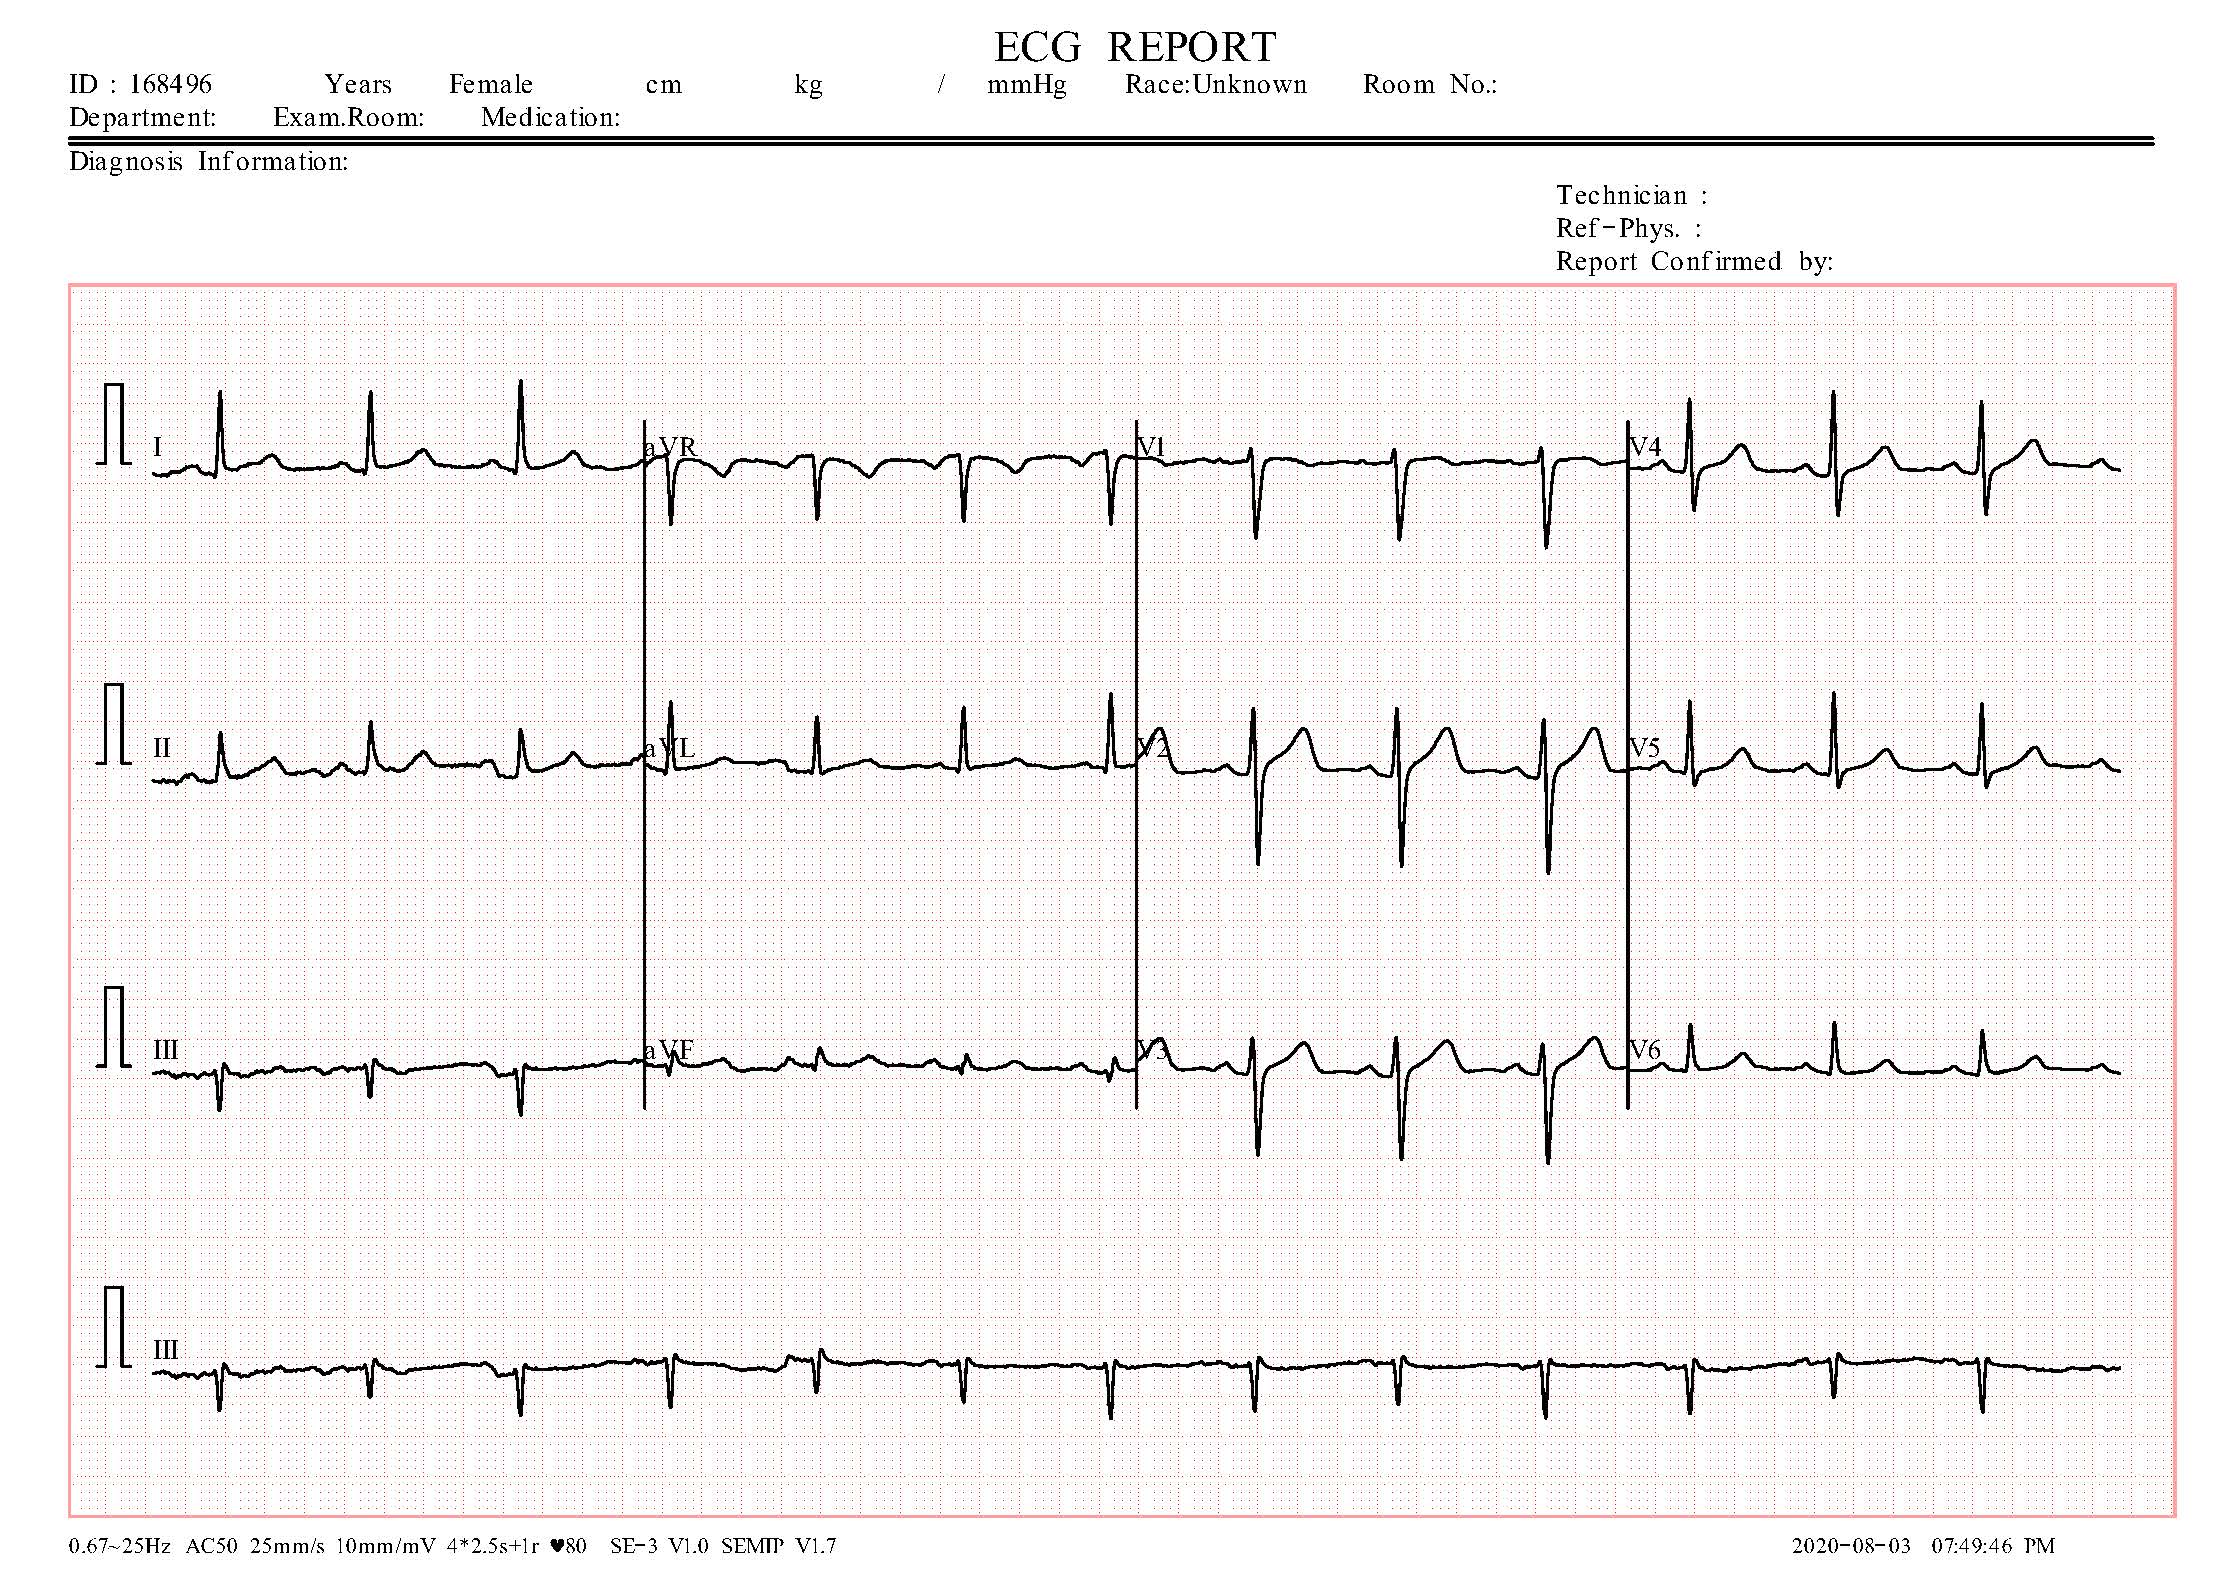 ECG REPORT
ID : 168496 Years Female cm kg / mmHg Race:Unknown Room No.:
Department: Exam.Room: Medication:
Diagnosis Information:
Technician :
Ref-Phys. :
Report Confirmed by:
I aVR V1 V4
II aVL V2 V5
III aVF V3 V6
III
0.67~25Hz AC50 25mm/s 10mm/mV 4*2.5s+1r ♥80 SE-3 V1.0 SEMIP V1.7 2020-08-03 07:49:46 PM